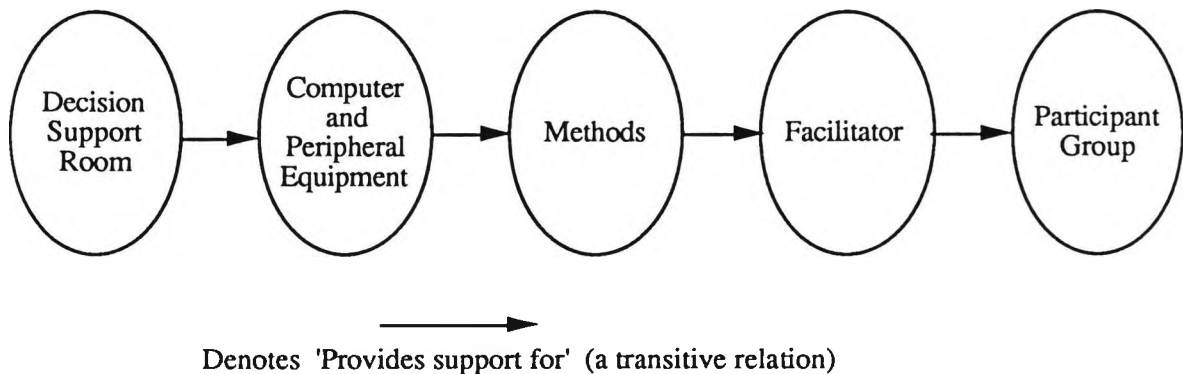 Decision
Support
Room
Computer
and
Peripheral
Equipment
Methods
Facilitator
Participant
Group
Denotes 'Provides support for' (a transitive relation)